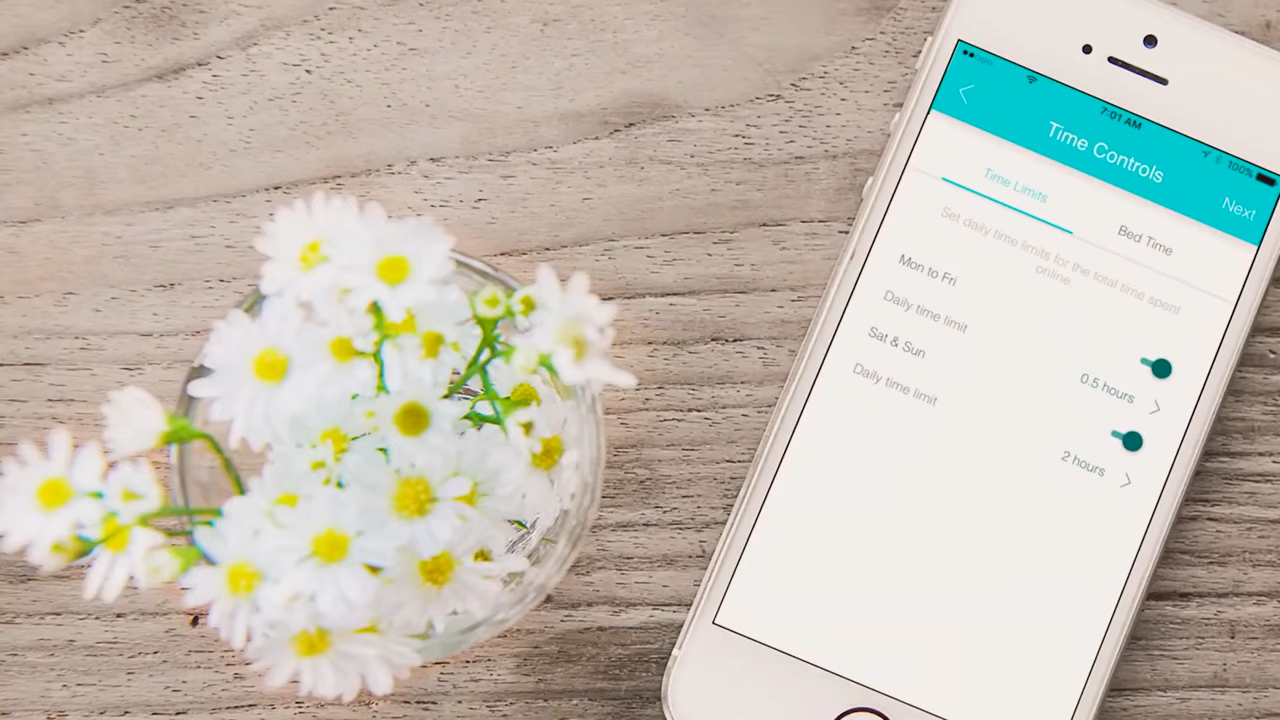 7:01 AM
100%
Time Controls
Next
Time Limits
Bed Time
Set daily time limits for the total time spent
online
Mon to Fri
Daily time limit
0.5 hours
Sat & Sun
Daily time limit
2 hours